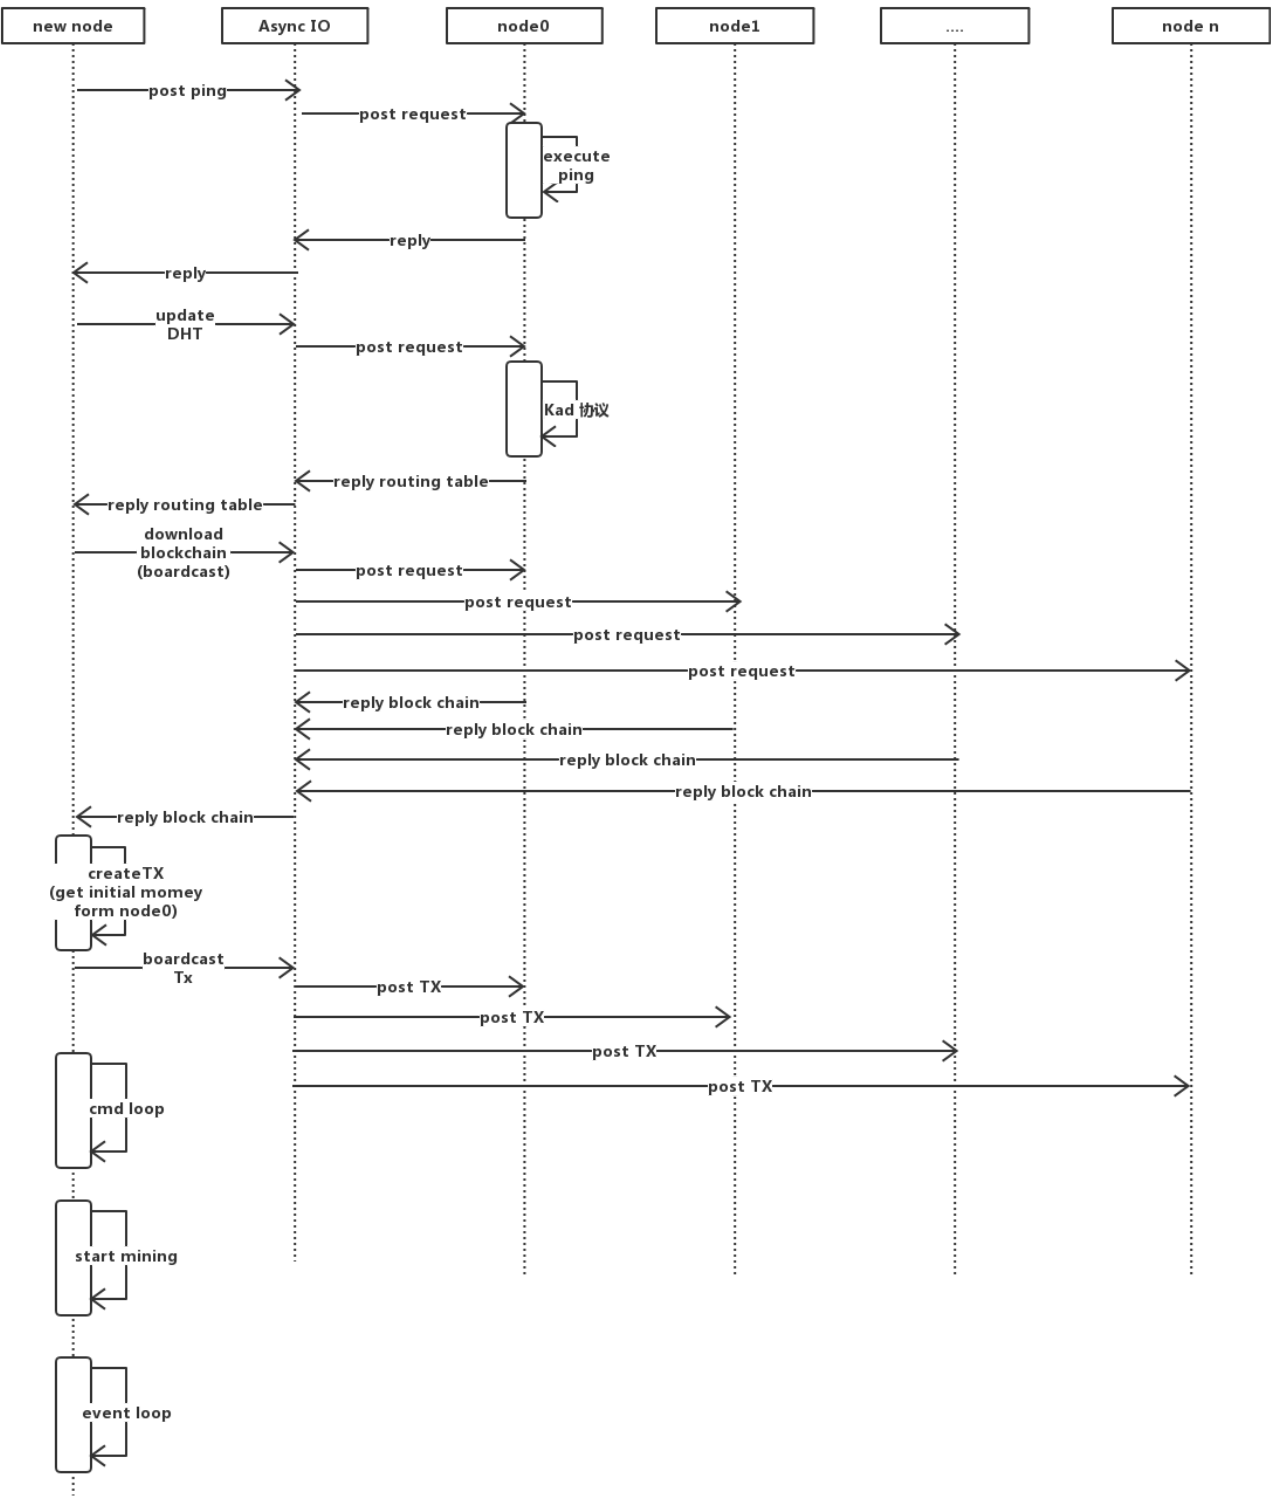 new node
Async IO
node0
node1
....
node n
post ping
post request
execute
ping
reply
reply
update
DHT
post request
Kad 协议
reply routing table
reply routing table
download
blockchain
(boardcast)
post request
post request
post request
post request
reply block chain
reply block chain
reply block chain
reply block chain
reply block chain
createTX
(get initial momey
form node0)
boardcast
Tx
post TX
post TX
post TX
post TX
cmd loop
start mining
event loop